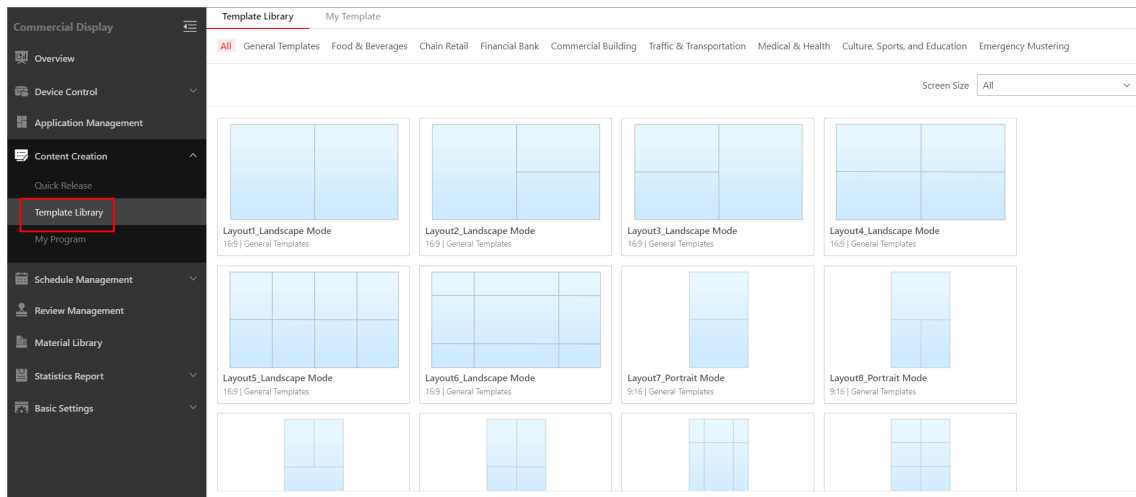 Commercial Display
Overview
Device Control
Application Management
Content Creation
Quick Release
Template Library
My Program
Schedule Management
Review Management
Material Library
Statistics Report
Basic Settings
Template Library My Template
All General Templates Food & Beverages Chain Retail Financial Bank Commercial Building Traffic & Transportation Medical & Health Culture, Sports, and Education Emergency Mustering
Screen Size All
Layout1_Landscape Mode
16:9 | General Templates
Layout2_Landscape Mode
16:9 | General Templates
Layout3_Landscape Mode
16:9 | General Templates
Layout4_Landscape Mode
16:9 | General Templates
Layout5_Landscape Mode
16:9 | General Templates
Layout6_Landscape Mode
16:9 | General Templates
Layout7_Portrait Mode
9:16 | General Templates
Layout8_Portrait Mode
9:16 | General Templates